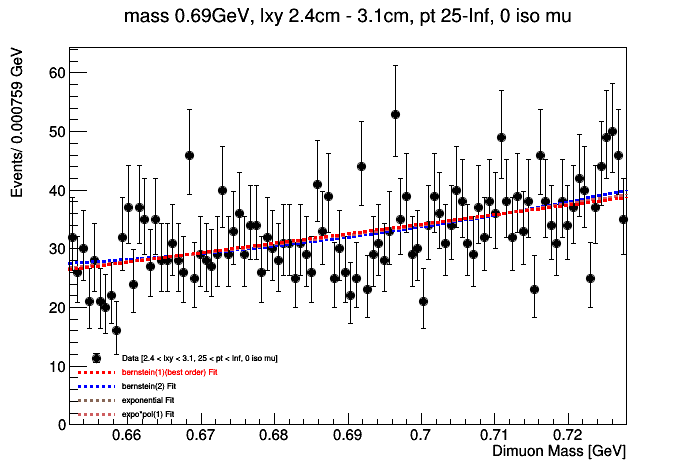 mass 0.69GeV, lxy 2.4cm - 3.1cm, pt 25-Inf, 0 iso mu
Events/ 0.000759 GeV
60
50
40
30
20
10
0
Data [2.4 < lxy < 3.1, 25 < pt < Inf, 0 iso mu]
bernstein(1)(best order) Fit
bernstein(2) Fit
exponential Fit
expo*pol(1) Fit
0.66 0.67 0.68 0.69 0.7 0.71 0.72
Dimuon Mass [GeV]